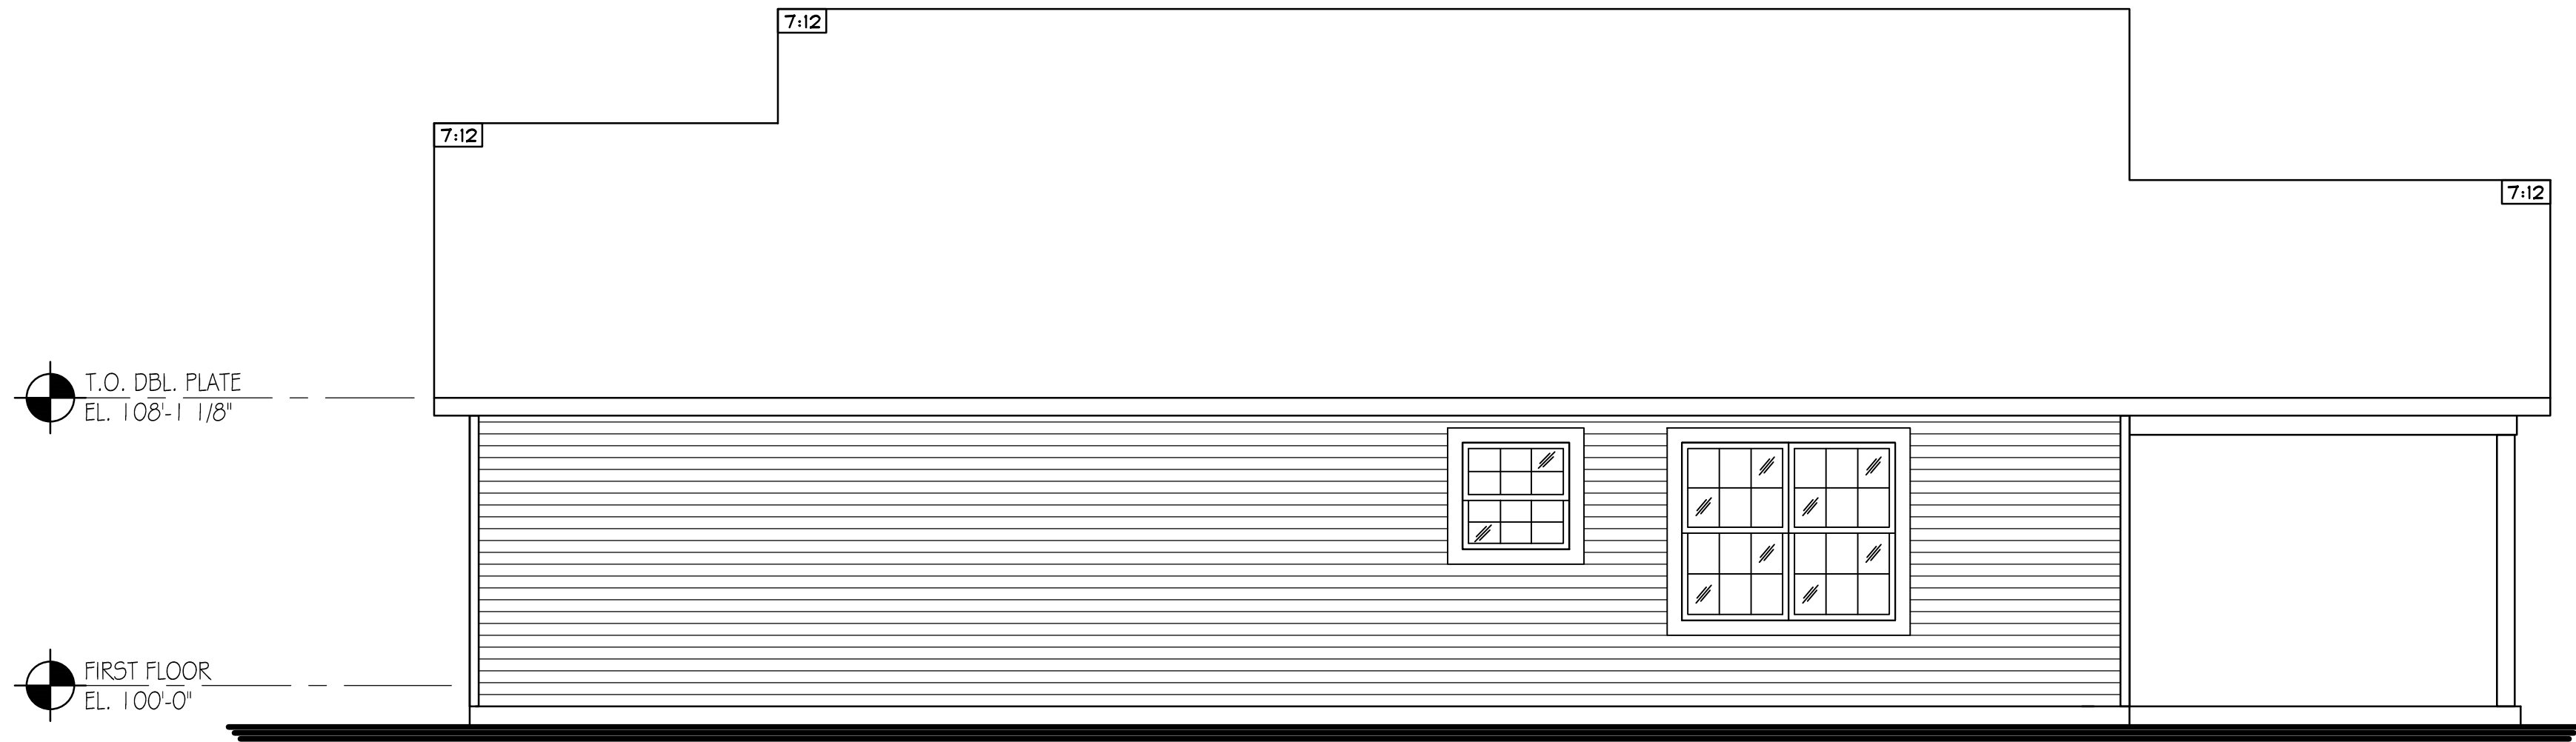 7:12
7:12
7:12
T.O. DBL. PLATE
EL. 108'-1 1/8"
FIRST FLOOR
EL. 100'-0"